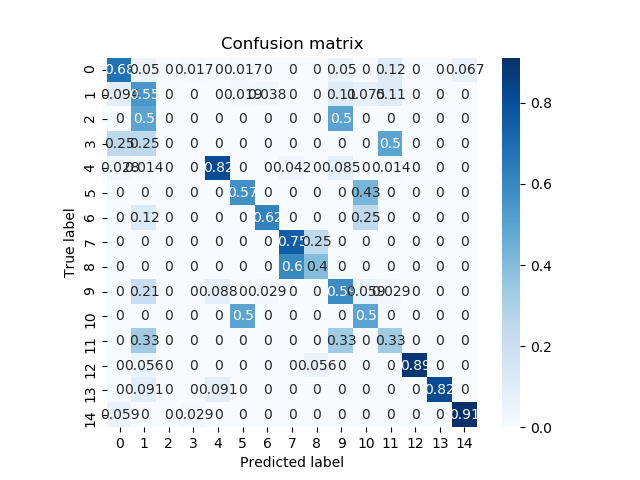 Confusion matrix
0 0.68 0.05 0 0.017 0 0.017 0 0 0 0.05 0 0.12 0 0 0.067
1 0.55 0 0 0 0.019 0.038 0 0 0.11 0.075 0.11 0 0 0
2 0 0.5 0 0 0 0 0 0 0 0.5 0 0 0 0 0
3 0.25 0.25 0 0 0 0 0 0 0 0 0 0.5 0 0 0
4 0.028 0.014 0 0 0.82 0 0 0.042 0 0.085 0 0.014 0 0 0
5 0 0 0 0 0 0.57 0 0 0 0 0.43 0 0 0 0
6 0 0.12 0 0 0 0 0.62 0 0 0 0.25 0 0 0 0
7 0 0 0 0 0 0 0 0.75 0.25 0 0 0 0 0 0
8 0 0 0 0 0 0 0 0.6 0.4 0 0 0 0 0 0
9 0 0.21 0 0 0.088 0 0.029 0 0 0.59 0.059 0.029 0 0 0
10 0 0 0 0 0 0.5 0 0 0 0 0.5 0 0 0 0
11 0 0.33 0 0 0 0 0 0 0 0.33 0 0.33 0 0 0
12 0 0.056 0 0 0 0 0 0 0.056 0 0 0 0.89 0 0
13 0 0.091 0 0 0.091 0 0 0 0 0 0 0 0 0.82 0
14 0.059 0 0 0.029 0 0 0 0 0 0 0 0 0 0 0.91
0 1 2 3 4 5 6 7 8 9 10 11 12 13 14
Predicted label
True label
0.8
0.6
0.4
0.2
0.0